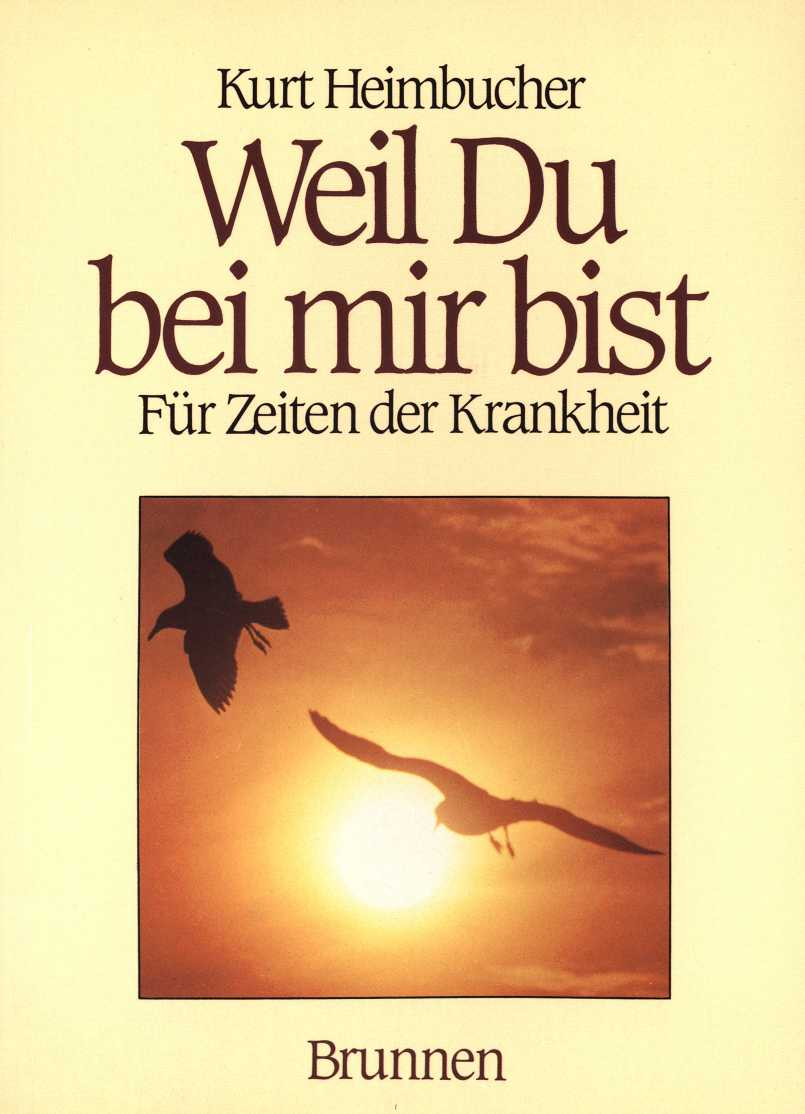 Kurt Heimbucher
Weil Du
bei mir bist
Für Zeiten der Krankheit
Brunnen